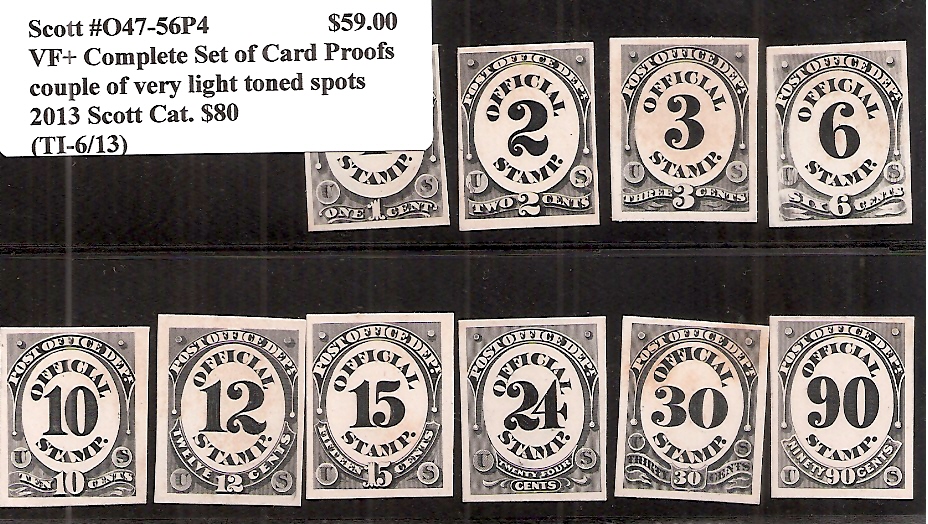 Scott #O47-56P4 $59.00
VF+ Complete Set of Card Proofs
couple of very light toned spots
2013 Scott Cat. $80
(TI-6/13)
OFFICIAL
1
STAMP.
U S
ONE 1 CENT
POST OFFICE DEPT.
OFFICIAL
2
STAMP.
U S
TWO 2 CENTS
POST OFFICE DEPT.
OFFICIAL
3
STAMP.
U S
THREE 3 CENTS
POST OFFICE DEPT.
OFFICIAL
6
STAMP.
U S
SIX 6 CENTS
POST OFFICE DEPT.
OFFICIAL
10
STAMP.
U S
TEN 10 CENTS
POST OFFICE DEPT.
OFFICIAL
12
STAMP.
TWELVE CENTS
U 12 S
POST OFFICE DEPT.
OFFICIAL
15
STAMP.
FIFTEEN CENTS
U 15 S
POST OFFICE DEPT.
OFFICIAL
24
STAMP.
U S
TWENTY FOUR
CENTS
POST OFFICE DEPT.
OFFICIAL
30
STAMP.
U S
THIRTY 30 CENTS
POST OFFICE DEPT.
OFFICIAL
90
STAMP.
NINETY CENTS
U 90 S